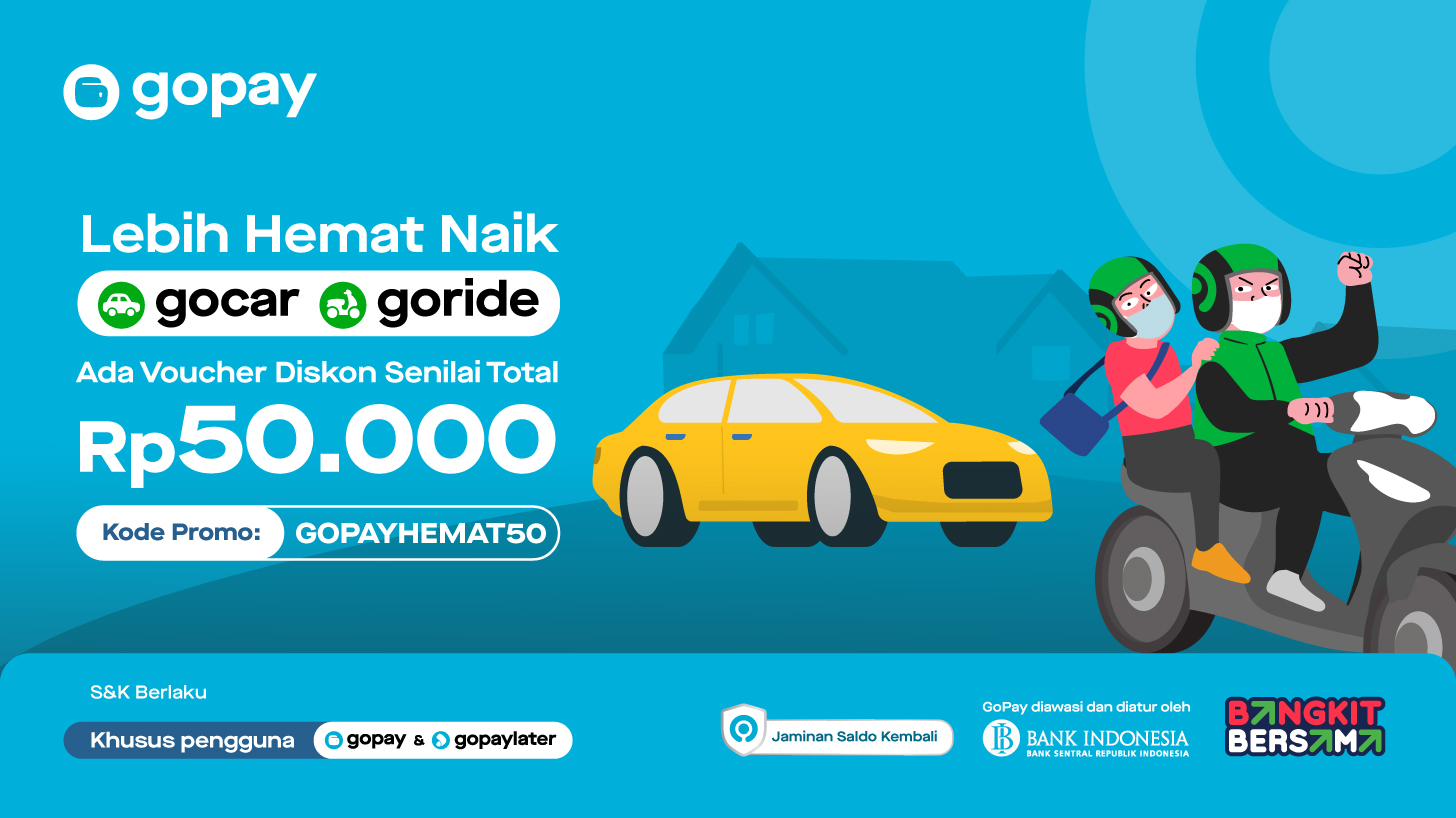 gopay
Lebih Hemat Naik
gocar goride
Ada Voucher Diskon Senilai Total
Rp50.000
Kode Promo: GOPAYHEMAT50
S&K Berlaku
Khusus pengguna gopay & gopaylater
Jaminan Saldo Kembali
GoPay diawasi dan diatur oleh
BANK INDONESIA
BANK SENTRAL REPUBLIK INDONESIA
BANGKIT
BERSAMA